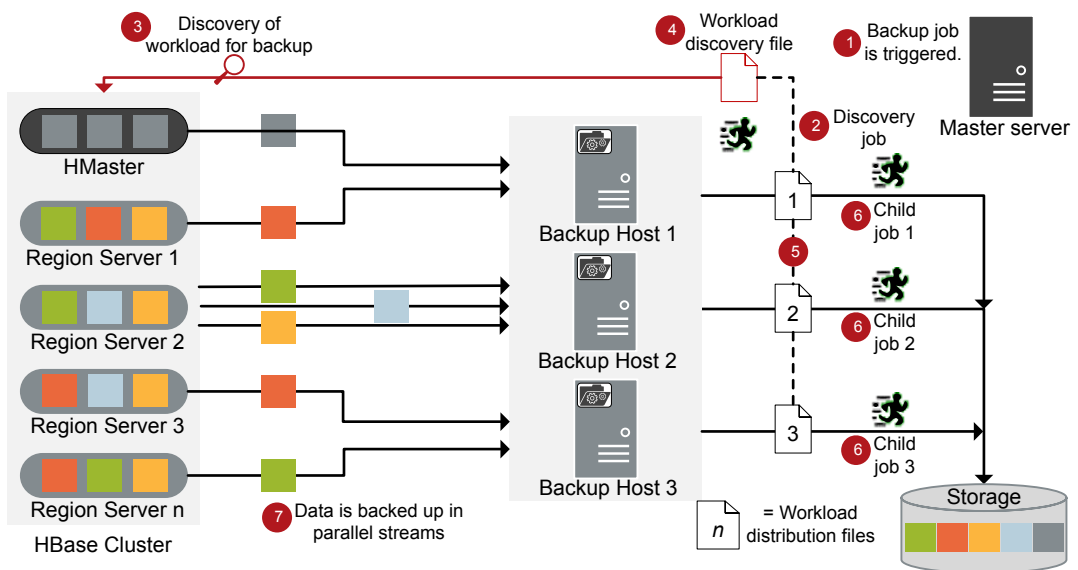 3
Discovery of
workload for backup
4
Workload
discovery file
1
Backup job
is triggered.
Master server
HMaster
2
Discovery
job
1
6
Child
job 1
Region Server 1
Backup Host 1
5
Region Server 2
Backup Host 2
2
6
Child
job 2
Region Server 3
3
6
Child
job 3
Region Server n
Backup Host 3
7
Data is backed up in
parallel streams
n
= Workload
distribution files
Storage
HBase Cluster